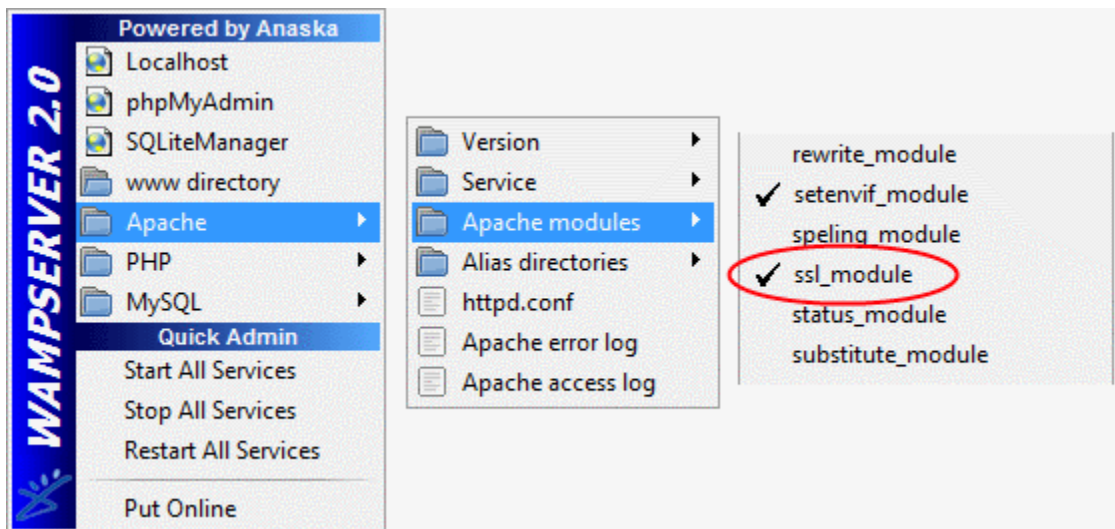 WAMPSERVER 2.0
Powered by Anaska
Localhost
phpMyAdmin
SQLiteManager
www directory
Apache
PHP
MySQL
Quick Admin
Start All Services
Stop All Services
Restart All Services
Put Online
Version
Service
Apache modules
Alias directories
httpd.conf
Apache error log
Apache access log
rewrite_module
setenvif_module
speling_module
ssl_module
status_module
substitute_module